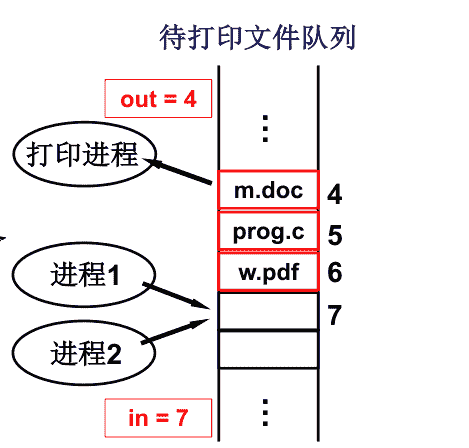 待打印文件队列
out = 4
⋮
打印进程
m.doc 4
prog.c 5
w.pdf 6
进程1
7
进程2
in = 7
⋮